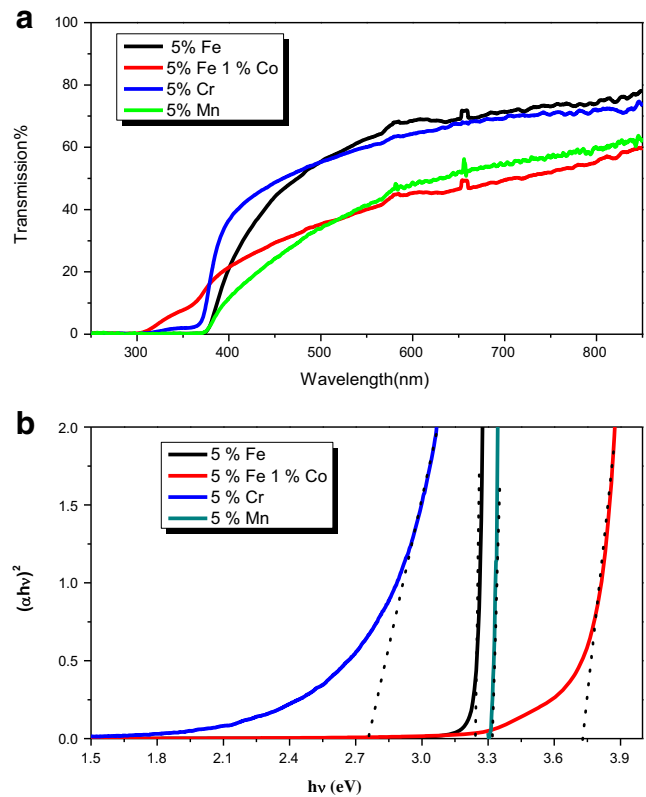 a
100
80
60
40
20
0
Transmission%
5% Fe
5% Fe 1 % Co
5% Cr
5% Mn
300 400 500 600 700 800
Wavelength(nm)
b
2.0
1.5
1.0
0.5
0.0
(αhν)²
5 % Fe
5 % Fe 1 % Co
5 % Cr
5 % Mn
1.5 1.8 2.1 2.4 2.7 3.0 3.3 3.6 3.9
hν (eV)